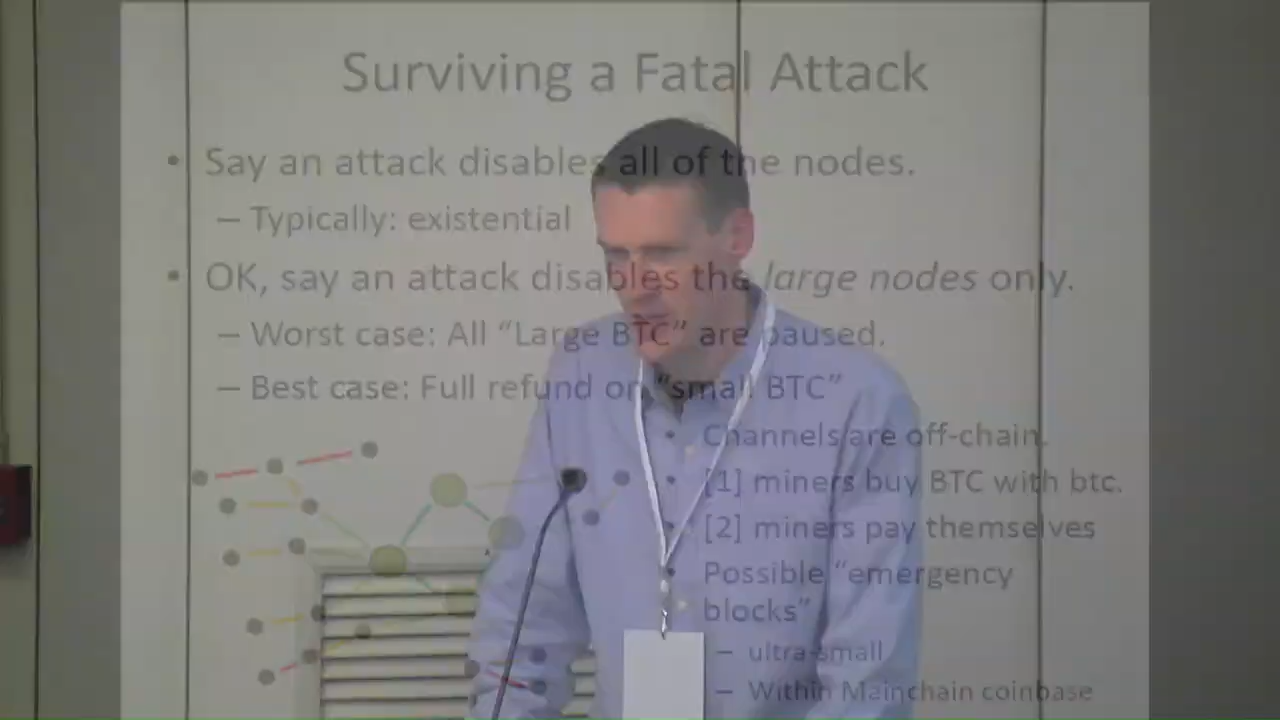 Surviving a Fatal Attack
• Say an attack disables all of the nodes.
– Typically: existential
• OK, say an attack disables the large nodes only.
– Worst case: All “Large BTC” are paused.
– Best case: Full refund on “small BTC”
• Channels are off-chain.
• [1] miners buy BTC with btc.
• [2] miners pay themselves
• Possible “emergency
blocks”
– ultra-small
– Within Mainchain coinbase